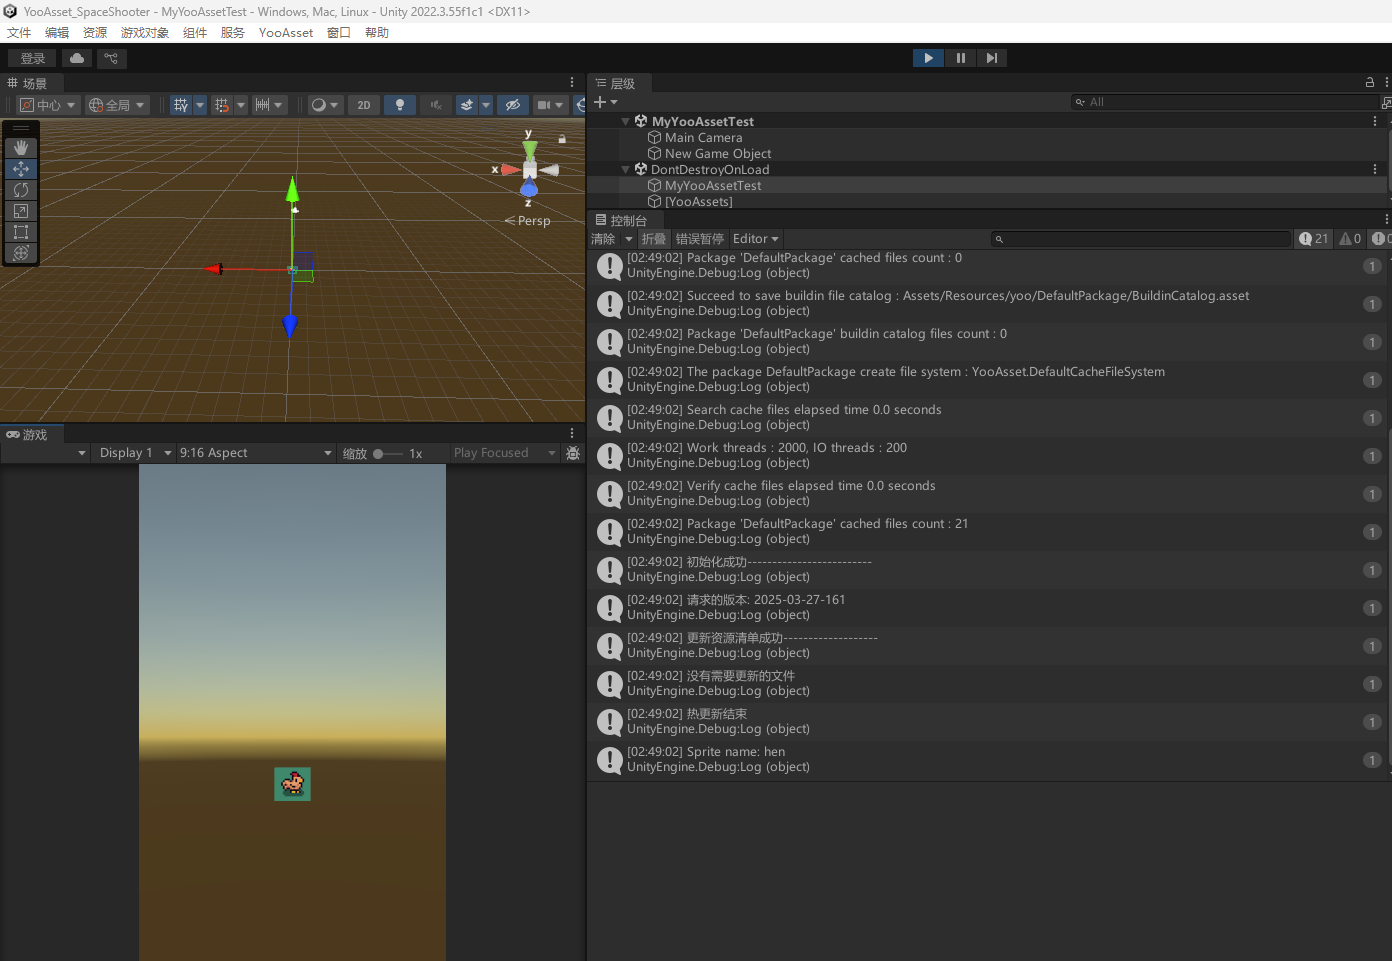 YooAsset_SpaceShooter - MyYooAssetTest - Windows, Mac, Linux - Unity 2022.3.55f1c1 <DX11>
文件 编辑 资源 游戏对象 组件 服务 YooAsset 窗口 帮助
登录
场景
中心 全局 2D
y
x
z
Persp
层级
All
MyYooAssetTest
Main Camera
New Game Object
DontDestroyOnLoad
MyYooAssetTest
[YooAssets]
控制台
清除 折叠 错误暂停 Editor 21 0 0
[02:49:02] Package 'DefaultPackage' cached files count : 0
UnityEngine.Debug:Log (object)
1
[02:49:02] Succeed to save buildin file catalog : Assets/Resources/yoo/DefaultPackage/BuildinCatalog.asset
UnityEngine.Debug:Log (object)
1
[02:49:02] Package 'DefaultPackage' buildin catalog files count : 0
UnityEngine.Debug:Log (object)
1
[02:49:02] The package DefaultPackage create file system : YooAsset.DefaultCacheFileSystem
UnityEngine.Debug:Log (object)
1
[02:49:02] Search cache files elapsed time 0.0 seconds
UnityEngine.Debug:Log (object)
1
[02:49:02] Work threads : 2000, IO threads : 200
UnityEngine.Debug:Log (object)
1
[02:49:02] Verify cache files elapsed time 0.0 seconds
UnityEngine.Debug:Log (object)
1
[02:49:02] Package 'DefaultPackage' cached files count : 21
UnityEngine.Debug:Log (object)
1
[02:49:02] 初始化成功-------------------------
UnityEngine.Debug:Log (object)
1
[02:49:02] 请求的版本: 2025-03-27-161
UnityEngine.Debug:Log (object)
1
[02:49:02] 更新资源清单成功-------------------
UnityEngine.Debug:Log (object)
1
[02:49:02] 没有需要更新的文件
UnityEngine.Debug:Log (object)
1
[02:49:02] 热更新结束
UnityEngine.Debug:Log (object)
1
[02:49:02] Sprite name: hen
UnityEngine.Debug:Log (object)
1
游戏
Display 1 9:16 Aspect 缩放 1x Play Focused